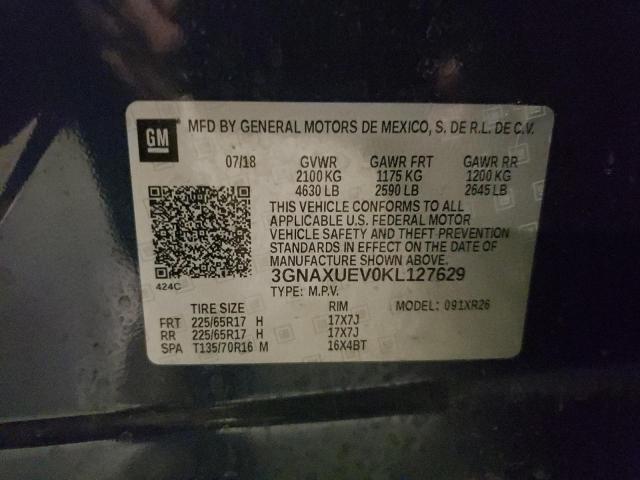 GM MFD BY GENERAL MOTORS DE MEXICO, S. DE R.L. DE C.V.
07/18 GVWR GAWR FRT GAWR RR
2100 KG 1175 KG 1200 KG
4630 LB 2590 LB 2645 LB
THIS VEHICLE CONFORMS TO ALL
APPLICABLE U.S. FEDERAL MOTOR
VEHICLE SAFETY AND THEFT PREVENTION
STANDARDS IN EFFECT ON THE DATE OF
MANUFACTURE SHOWN ABOVE.
3GNAXUEV0KL127629
424C
TYPE: M.P.V.
TIRE SIZE RIM MODEL: 091XR26
FRT 225/65R17 H 17X7J
RR 225/65R17 H 17X7J
SPA T135/70R16 M 16X4BT